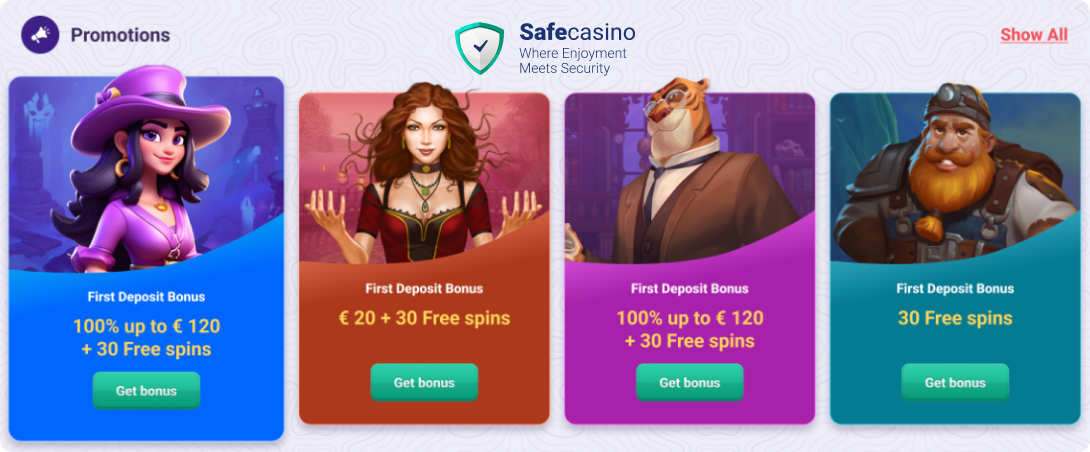 Promotions
Safecasino
Where Enjoyment
Meets Security
Show All
First Deposit Bonus
100% up to € 120
+ 30 Free spins
Get bonus
First Deposit Bonus
€ 20 + 30 Free spins
Get bonus
First Deposit Bonus
100% up to € 120
+ 30 Free spins
Get bonus
First Deposit Bonus
30 Free spins
Get bonus